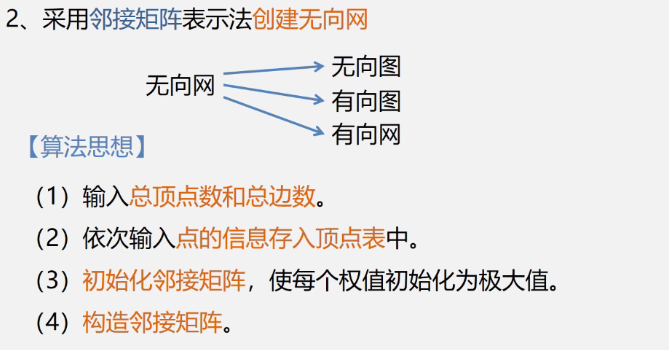 2、采用邻接矩阵表示法创建无向网
无向图
无向网
有向图
有向网
【算法思想】
（1）输入总顶点数和总边数。
（2）依次输入点的信息存入顶点表中。
（3）初始化邻接矩阵，使每个权值初始化为极大值。
（4）构造邻接矩阵。